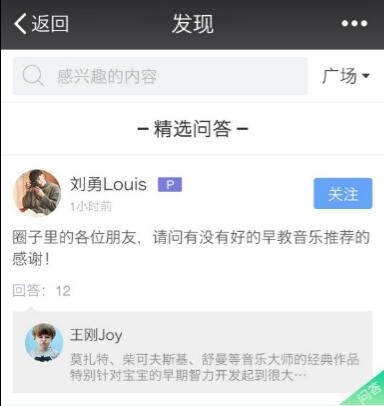 返回
发现
•••
感兴趣的内容
广场
精选问答
刘勇Louis P
关注
1小时前
圈子里的各位朋友，请问有没有好的早教音乐推荐的
感谢！
回答：12
王刚Joy
莫扎特、柴可夫斯基、舒曼等音乐大师的经典作品
特别针对宝宝的早期智力开发起到很大…
问答